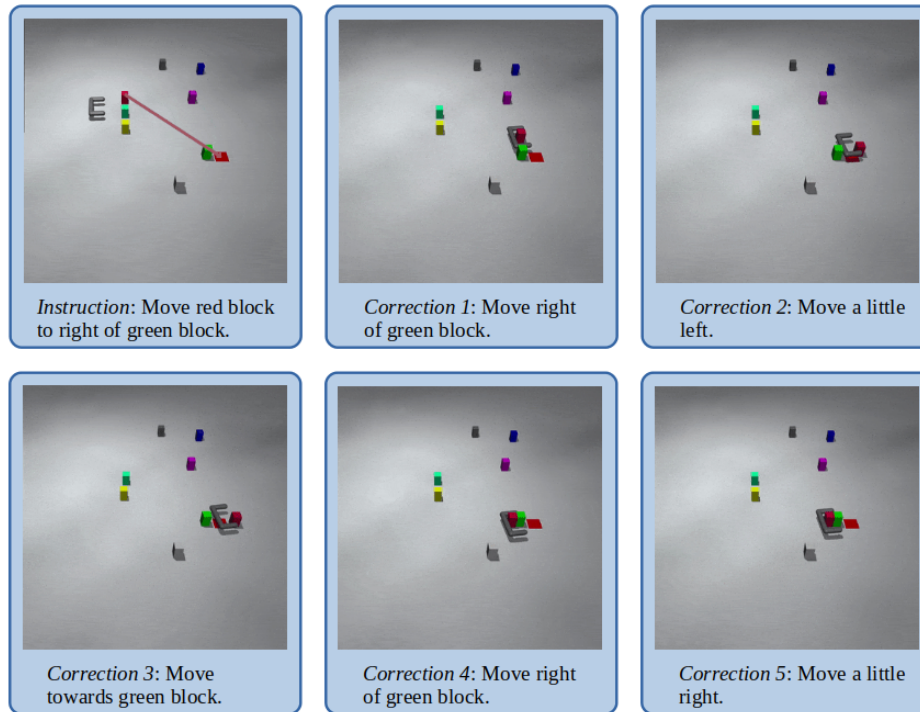 Instruction: Move red block
to right of green block.
Correction 1: Move right
of green block.
Correction 2: Move a little
left.
Correction 3: Move
towards green block.
Correction 4: Move right
of green block.
Correction 5: Move a little
right.